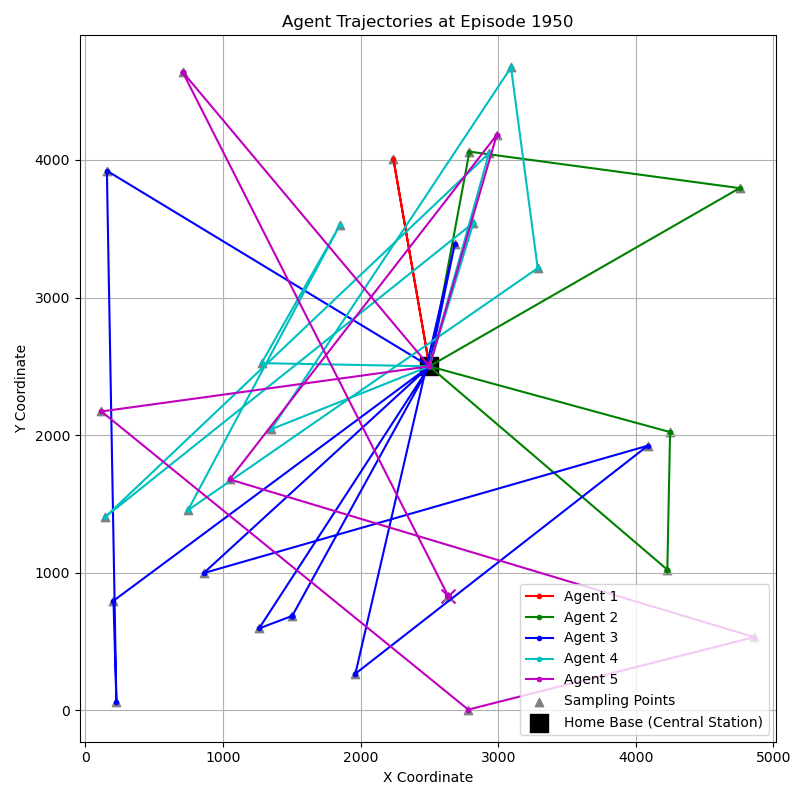 Agent Trajectories at Episode 1950
Y Coordinate
4000
3000
2000
1000
0
0 1000 2000 3000 4000 5000
X Coordinate
Agent 1
Agent 2
Agent 3
Agent 4
Agent 5
Sampling Points
Home Base (Central Station)